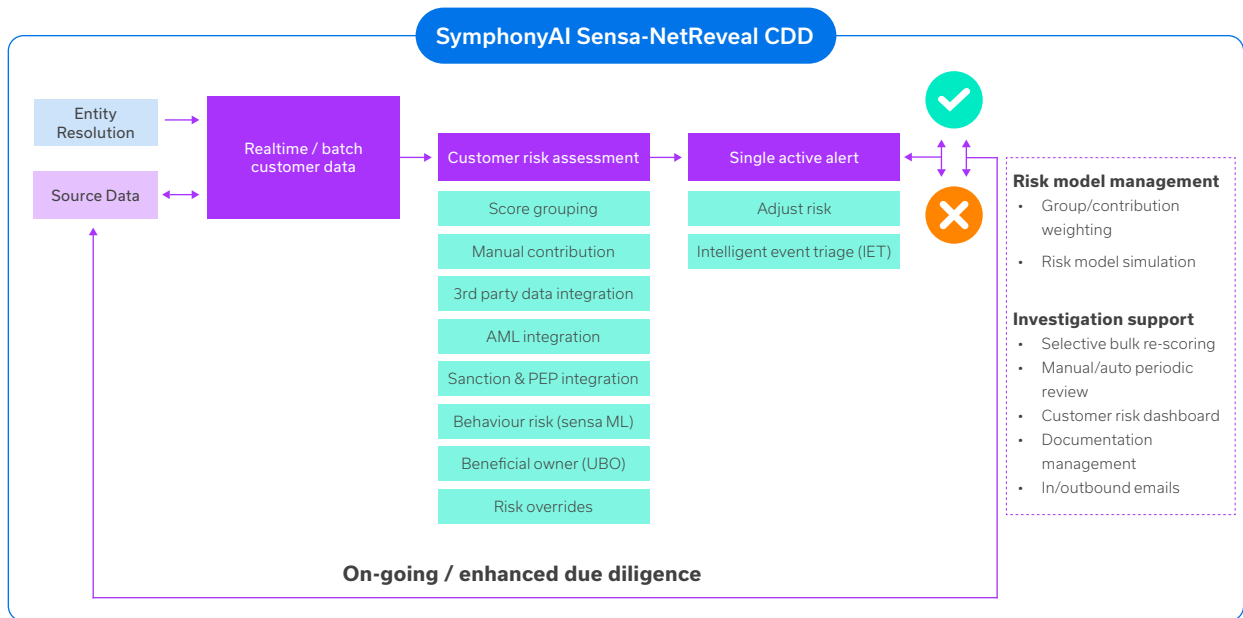 SymphonyAI Sensa-NetReveal CDD
Entity
Resolution
Source Data
Realtime / batch
customer data
Customer risk assessment
Score grouping
Manual contribution
3rd party data integration
AML integration
Sanction & PEP integration
Behaviour risk (sensa ML)
Beneficial owner (UBO)
Risk overrides
Single active alert
Adjust risk
Intelligent event triage (IET)
Risk model management
• Group/contribution
weighting
• Risk model simulation
Investigation support
• Selective bulk re-scoring
• Manual/auto periodic
review
• Customer risk dashboard
• Documentation
management
• In/outbound emails
On-going / enhanced due diligence